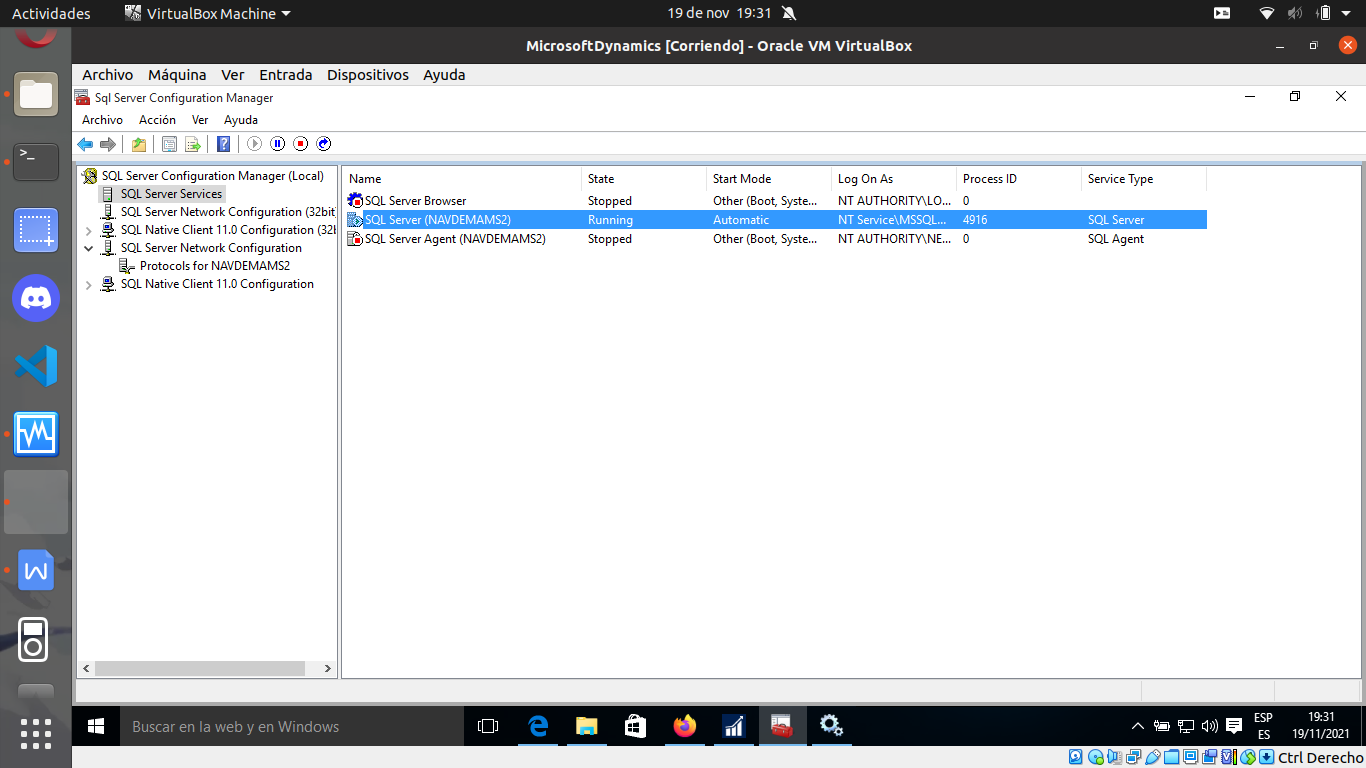 Actividades VirtualBox Machine 19 de nov 19:31
MicrosoftDynamics [Corriendo] - Oracle VM VirtualBox
Archivo Máquina Ver Entrada Dispositivos Ayuda
Sql Server Configuration Manager
Archivo Acción Ver Ayuda
SQL Server Configuration Manager (Local)
SQL Server Services
SQL Server Network Configuration (32bit
SQL Native Client 11.0 Configuration (32b
SQL Server Network Configuration
Protocols for NAVDEMAMS2
SQL Native Client 11.0 Configuration
Name State Start Mode Log On As Process ID Service Type
SQL Server Browser Stopped Other (Boot, Syste... NT AUTHORITY\LO... 0
SQL Server (NAVDEMAMS2) Running Automatic NT Service\MSSQL... 4916 SQL Server
SQL Server Agent (NAVDEMAMS2) Stopped Other (Boot, Syste... NT AUTHORITY\NE... 0 SQL Agent
Buscar en la web y en Windows
ESP
ES
19:31
19/11/2021
Ctrl Derecho